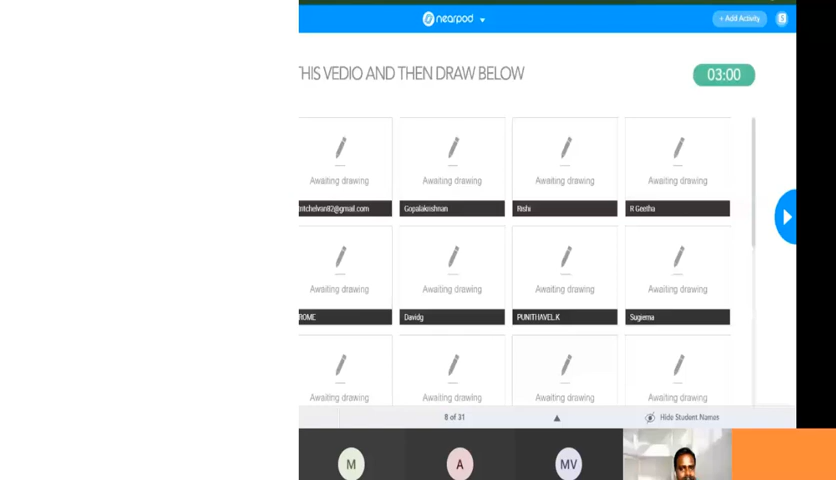 nearpod
+ Add Activity
S
THIS VEDIO AND THEN DRAW BELOW
03:00
Awaiting drawing
Awaiting drawing
Awaiting drawing
Awaiting drawing
Gopalakrishnan
Rishi
R Geetha
Awaiting drawing
Awaiting drawing
Awaiting drawing
Awaiting drawing
ROME
Davidg
PUNITHAVEL.K
Sugiema
Awaiting drawing
Awaiting drawing
Awaiting drawing
Awaiting drawing
8 of 31
Hide Student Names
M
A
MV